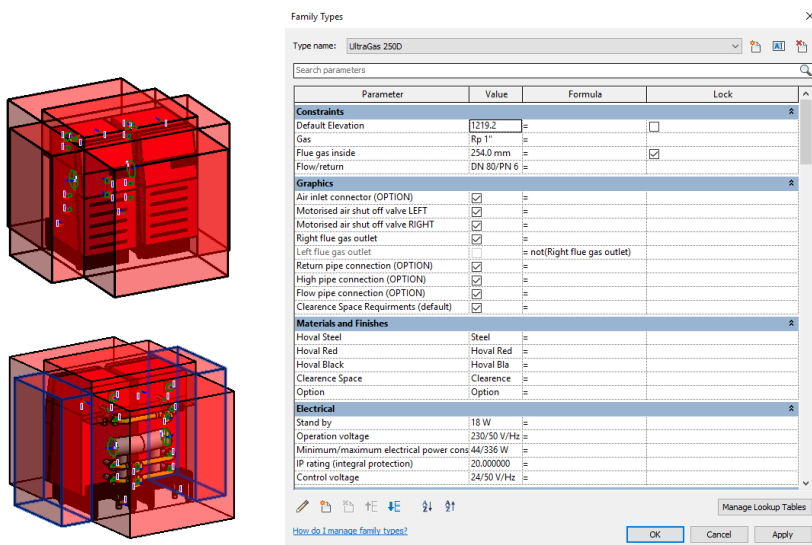 Family Types
Type name: UltraGas 250D
Search parameters
Parameter Value Formula Lock
Constraints
Default Elevation 1219.2 =
Gas Rp 1" =
Flue gas inside 254.0 mm =
Flow/return DN 80/PN 6 =
Graphics
Air inlet connector (OPTION) =
Motorised air shut off valve LEFT =
Motorised air shut off valve RIGHT =
Right flue gas outlet =
Left flue gas outlet = not(Right flue gas outlet)
Return pipe connection (OPTION) =
High pipe connection (OPTION) =
Flow pipe connection (OPTION) =
Clearence Space Requirments (default) =
Materials and Finishes
Hoval Steel Steel =
Hoval Red Hoval Red =
Hoval Black Hoval Bla =
Clearence Space Clearence =
Option Option =
Electrical
Stand by 18 W =
Operation voltage 230/50 V/Hz =
Minimum/maximum electrical power cons 44/336 W =
IP rating (integral protection) 20.000000 =
Control voltage 24/50 V/Hz =
Manage Lookup Tables
How do I manage family types?
OK Cancel Apply